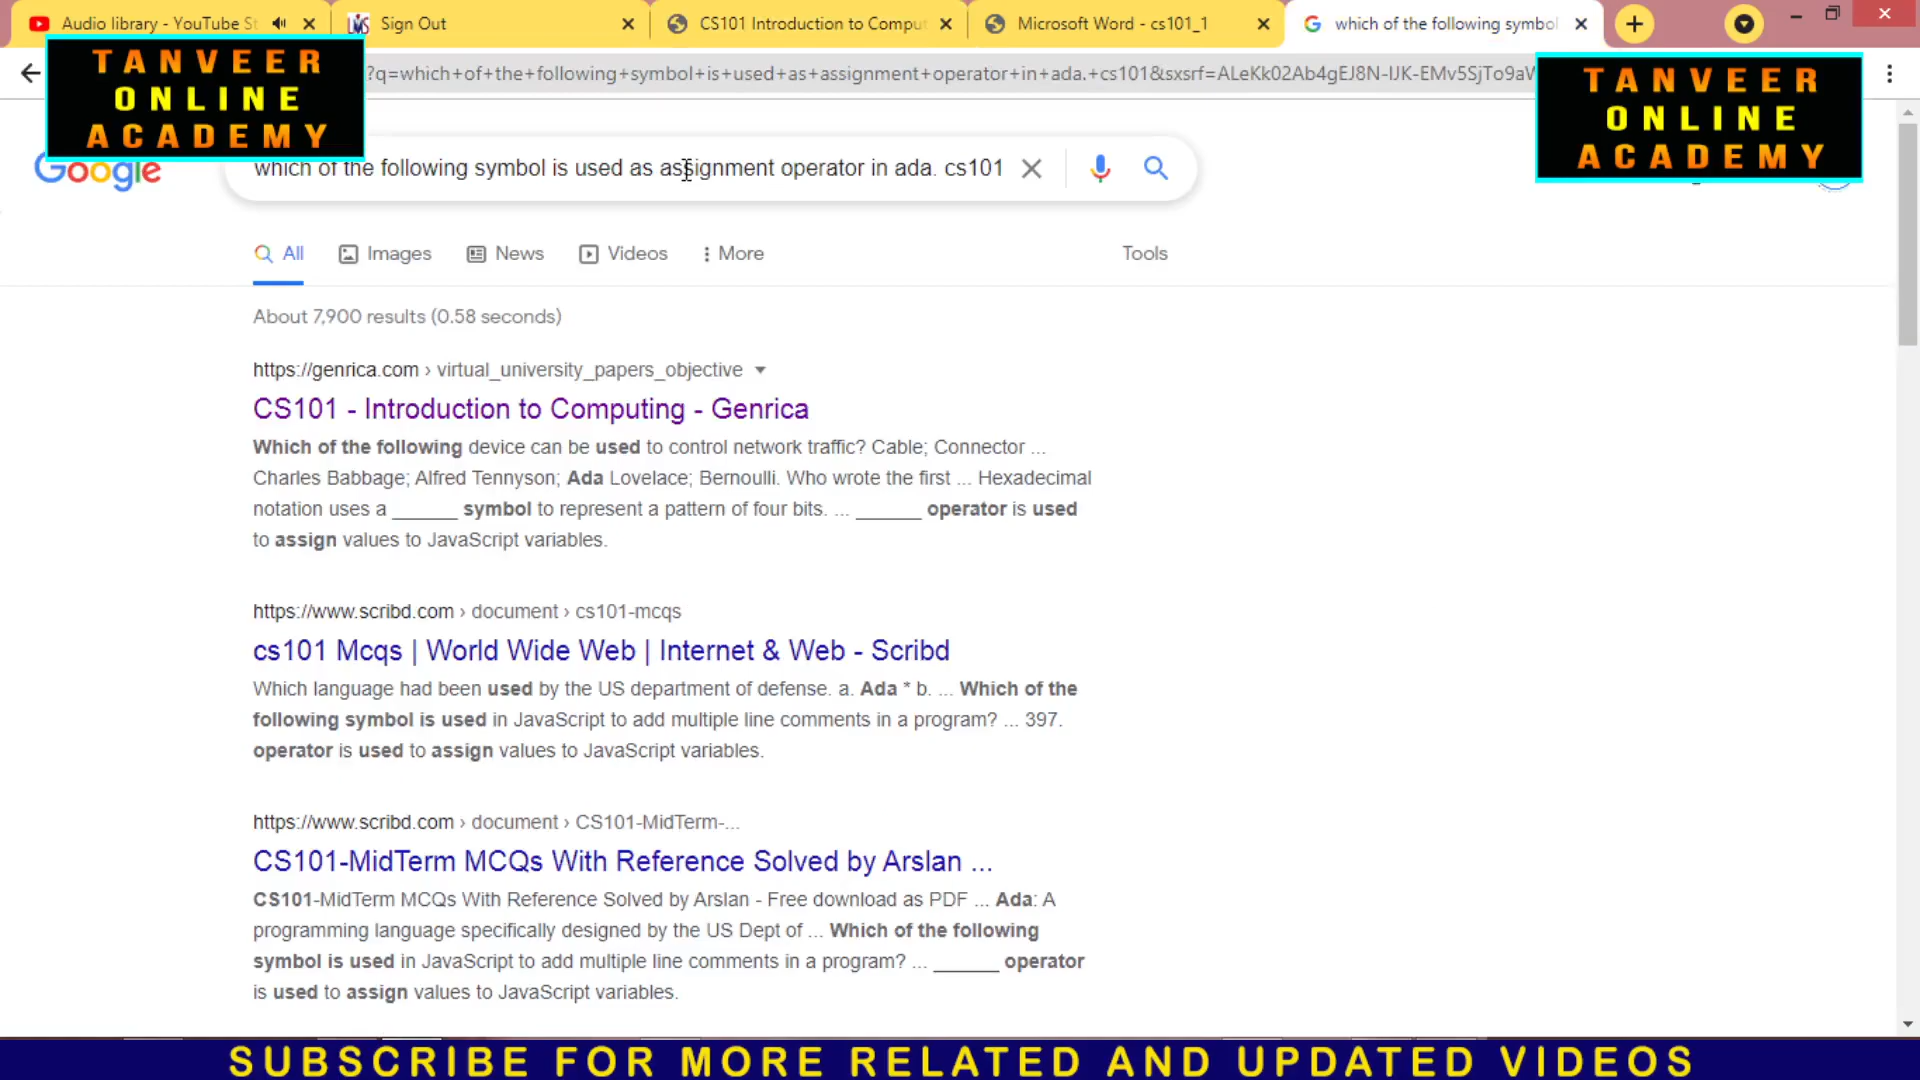 Audio library - YouTube St
Sign Out
CS101 Introduction to Comput
Microsoft Word - cs101_1
which of the following symbol
?q=which+of+the+following+symbol+is+used+as+assignment+operator+in+ada.+cs101&sxsrf=ALeKk02Ab4gEJ8N-IJK-EMv5SjTo9aW
TANVEER
ONLINE
ACADEMY
TANVEER
ONLINE
ACADEMY
Google
which of the following symbol is used as assignment operator in ada. cs101
All
Images
News
Videos
More
Tools
About 7,900 results (0.58 seconds)
https://genrica.com › virtual_university_papers_objective
CS101 - Introduction to Computing - Genrica
Which of the following device can be used to control network traffic? Cable; Connector ...
Charles Babbage; Alfred Tennyson; Ada Lovelace; Bernoulli. Who wrote the first ... Hexadecimal
notation uses a ______ symbol to represent a pattern of four bits. ... ______ operator is used
to assign values to JavaScript variables.
https://www.scribd.com › document › cs101-mcqs
cs101 Mcqs | World Wide Web | Internet & Web - Scribd
Which language had been used by the US department of defense. a. Ada * b. ... Which of the
following symbol is used in JavaScript to add multiple line comments in a program? ... 397.
operator is used to assign values to JavaScript variables.
https://www.scribd.com › document › CS101-MidTerm-...
CS101-MidTerm MCQs With Reference Solved by Arslan ...
CS101-MidTerm MCQs With Reference Solved by Arslan - Free download as PDF ... Ada: A
programming language specifically designed by the US Dept of ... Which of the following
symbol is used in JavaScript to add multiple line comments in a program? ... ______ operator
is used to assign values to JavaScript variables.
SUBSCRIBE FOR MORE RELATED AND UPDATED VIDEOS